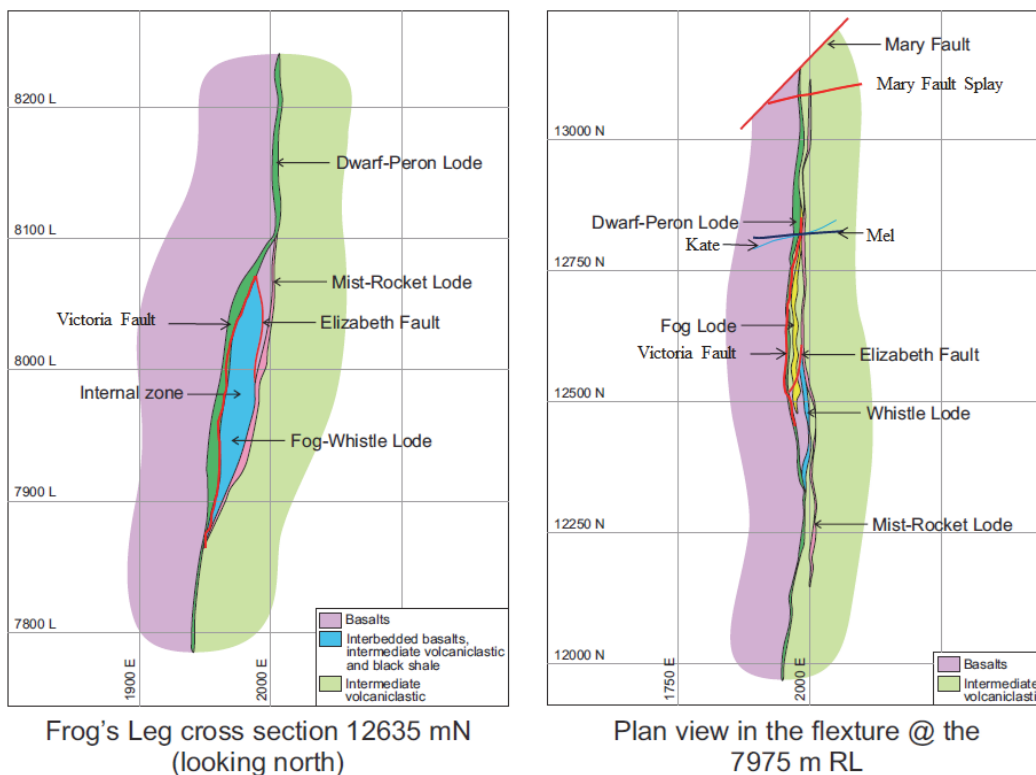 8200 L
Dwarf-Peron Lode
8100 L
Mist-Rocket Lode
Victoria Fault
Elizabeth Fault
8000 L
Internal zone
Fog-Whistle Lode
7900 L
7800 L
1900 E
2000 E
Basalts
Interbedded basalts,
intermediate volcaniclastic
and black shale
Intermediate
volcaniclastic
Frog's Leg cross section 12635 mN
(looking north)
Mary Fault
Mary Fault Splay
13000 N
Dwarf-Peron Lode
Mel
Kate
12750 N
Fog Lode
Victoria Fault
Elizabeth Fault
12500 N
Whistle Lode
12250 N
Mist-Rocket Lode
12000 N
1750 E
2000 E
Basalts
Intermediate
volcaniclasti
Plan view in the flexture @ the
7975 m RL